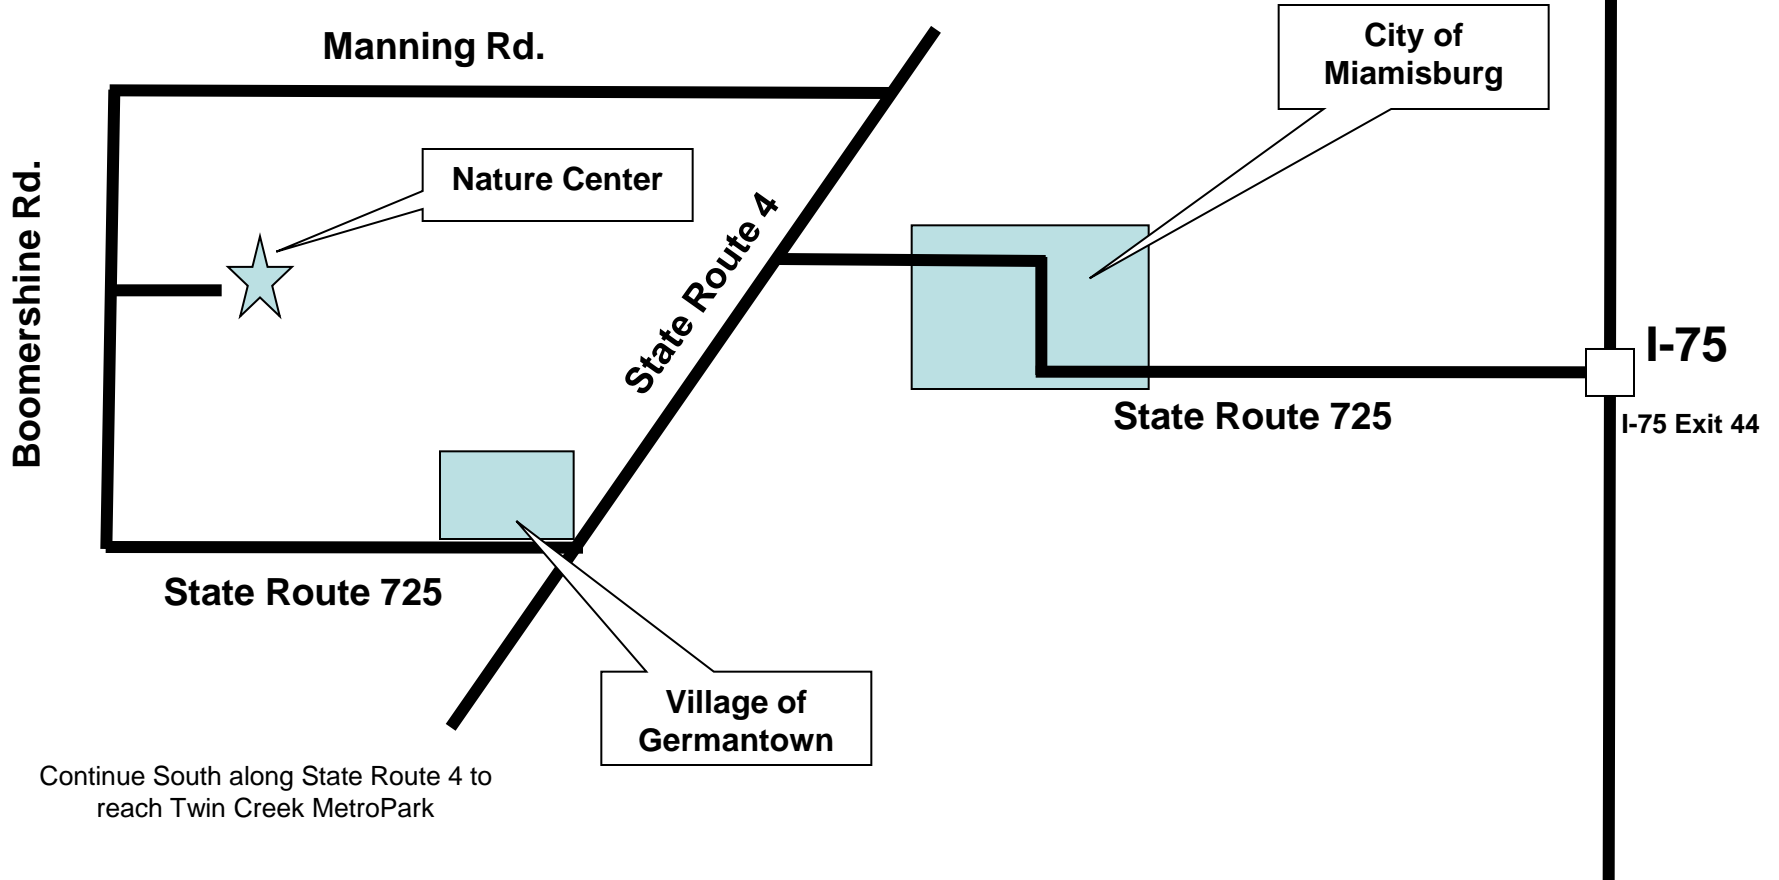 City of
Miamisburg
Manning Rd.
Nature Center
Boomershine Rd.
State Route 4
I-75
I-75 Exit 44
State Route 725
State Route 725
Village of
Germantown
Continue South along State Route 4 to
reach Twin Creek MetroPark